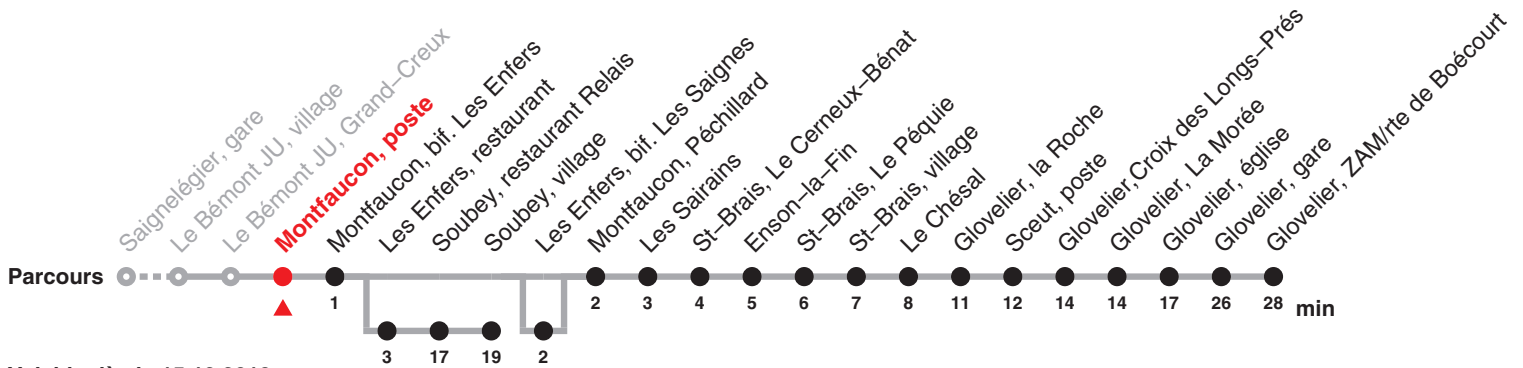 Saignelégier, gare
Le Bémont JU, village
Le Bémont JU, Grand–Creux
Montfaucon, poste
Montfaucon, bif. Les Enfers
Les Enfers, restaurant
Soubey, restaurant Relais
Soubey, village
Les Enfers, bif. Les Saignes
Montfaucon, Péchillard
Les Sairains
St–Brais, Le Cerneux–Bénat
Enson–la–Fin
St–Brais, Le Péquie
St–Brais, village
Le Chésal
Glovelier, la Roche
Sceut, poste
Glovelier, Croix des Longs–Prés
Glovelier, La Morée
Glovelier, église
Glovelier, gare
Glovelier, ZAM/rte de Boécourt
Parcours
1 2 3 4 5 6 7 8 11 12 14 14 17 26 28 min
3 17 19 2